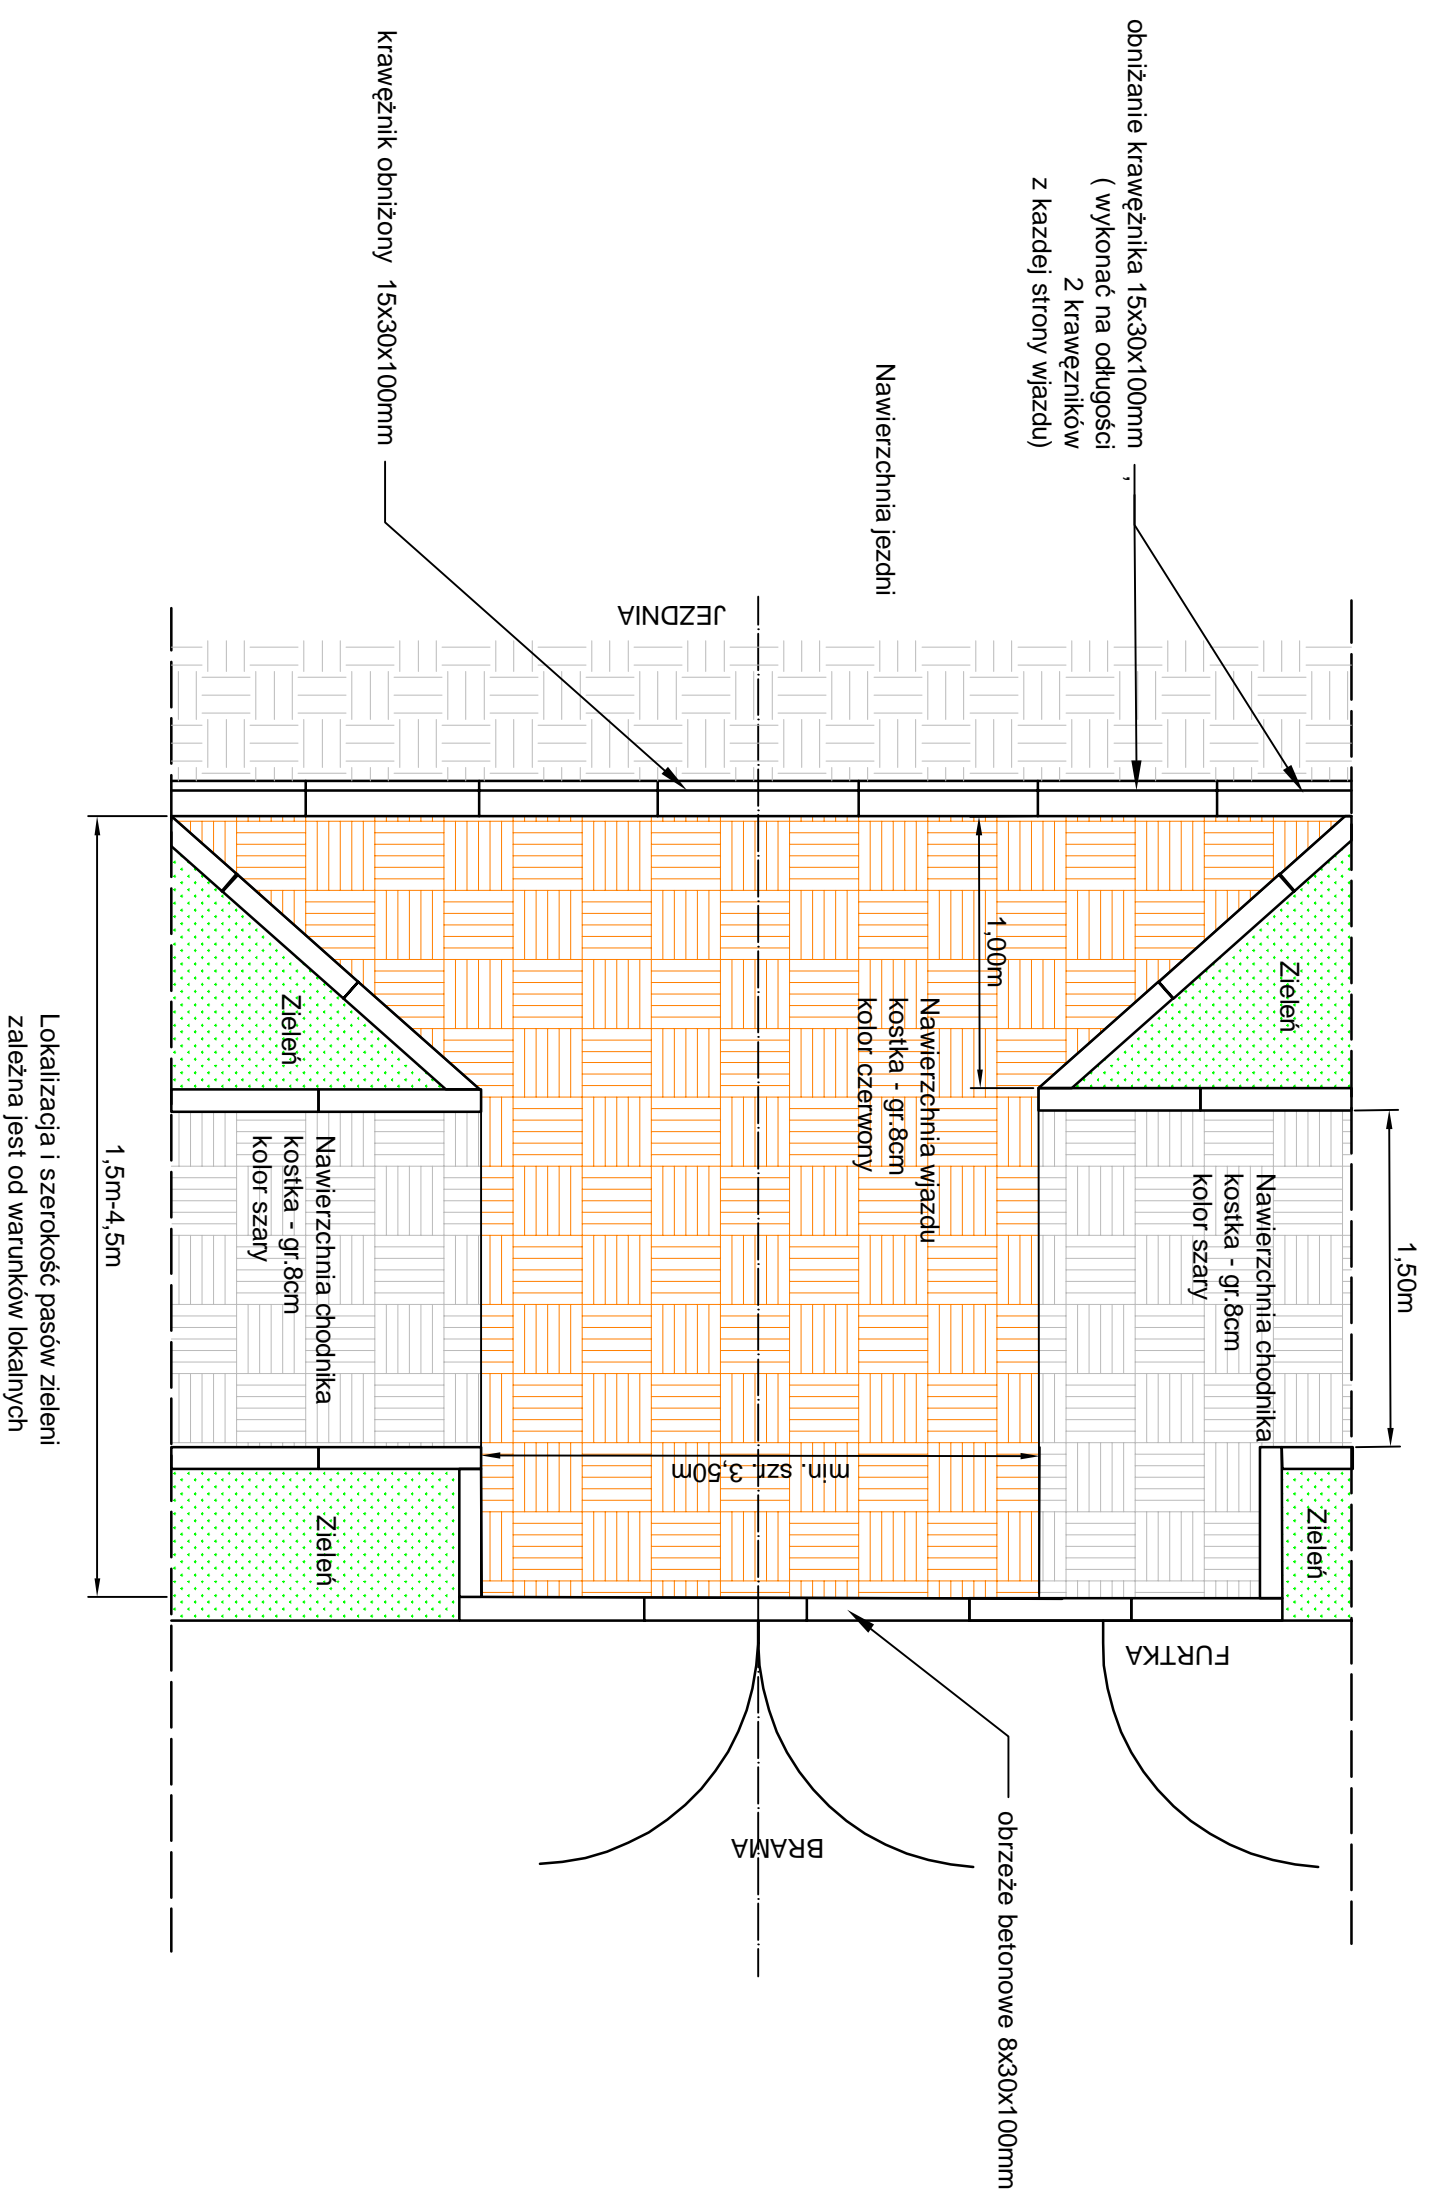 obniżanie krawężnika 15x30x100mm ,
( wykonać na odługości
2 krawęzników
z kazdej strony wjazdu)
krawężnik obniżony 15x30x100mm
Nawierzchnia jezdni
JEZDNIA
1,00m
Zieleń
Zieleń
Nawierzchnia wjazdu
kostka - gr.8cm
kolor czerwony
Nawierzchnia chodnika
kostka - gr.8cm
kolor szary
1,50m
Nawierzchnia chodnika
kostka - gr.8cm
kolor szary
1,5m-4,5m
Lokalizacja i szerokość pasów zieleni
zależna jest od warunków lokalnych
min. szr. 3,50m
Zieleń
Zieleń
FURTKA
BRAMA
obrzeże betonowe 8x30x100mm